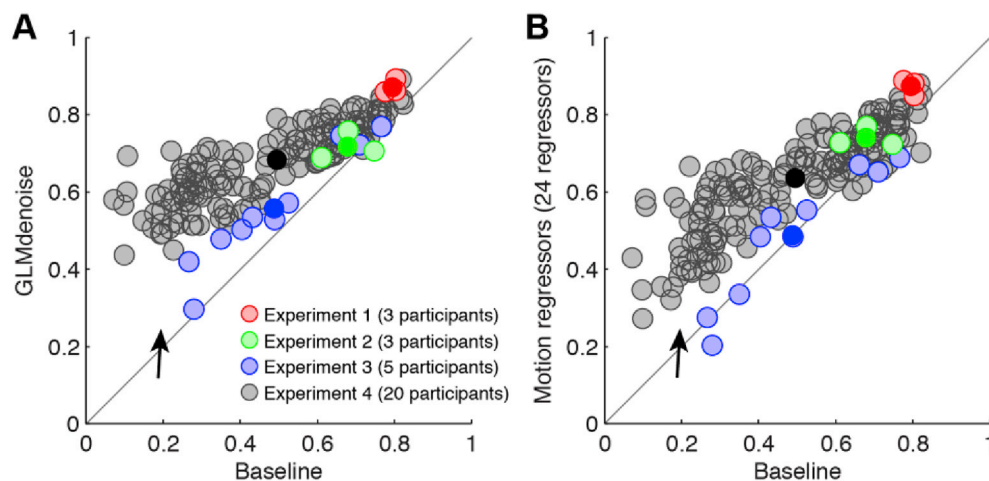 A
GLMdenoise
1
0.8
0.6
0.4
0.2
0
0
0.2
0.4
0.6
0.8
1
Baseline
Experiment 1 (3 participants)
Experiment 2 (3 participants)
Experiment 3 (5 participants)
Experiment 4 (20 participants)
B
Motion regressors (24 regressors)
1
0.8
0.6
0.4
0.2
0
0
0.2
0.4
0.6
0.8
1
Baseline